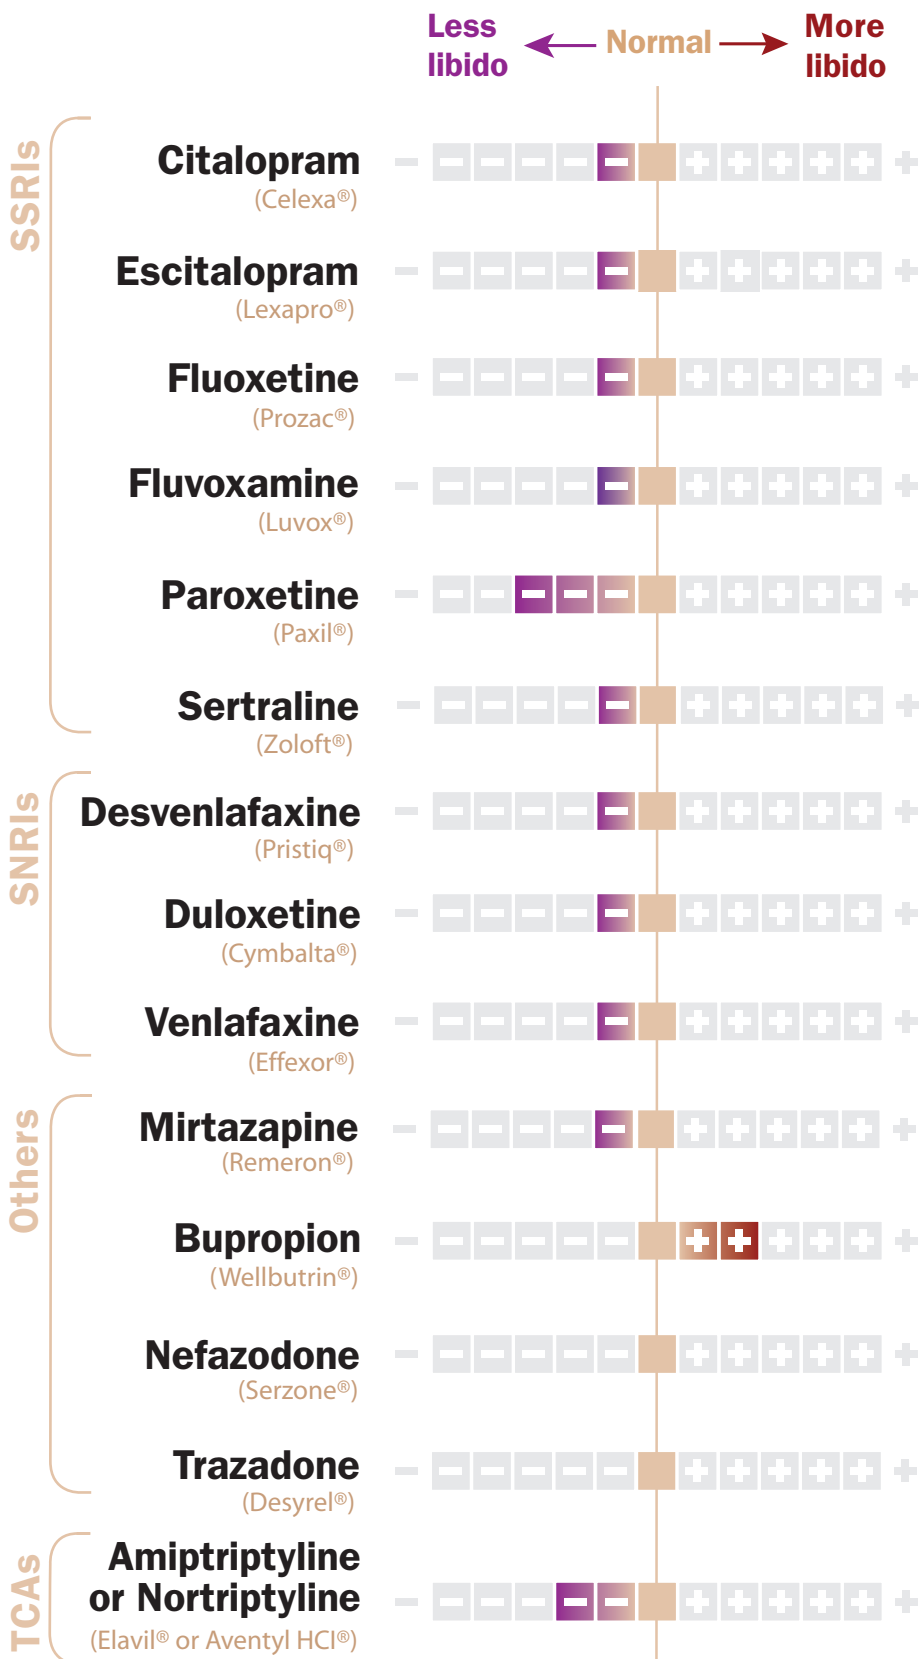 Less libido
Normal
More libido
SSRIs
Citalopram
(Celexa®)
Escitalopram
(Lexapro®)
Fluoxetine
(Prozac®)
Fluvoxamine
(Luvox®)
Paroxetine
(Paxil®)
Sertraline
(Zoloft®)
SNRIs
Desvenlafaxine
(Pristiq®)
Duloxetine
(Cymbalta®)
Venlafaxine
(Effexor®)
Others
Mirtazapine
(Remeron®)
Bupropion
(Wellbutrin®)
Nefazodone
(Serzone®)
Trazadone
(Desyrel®)
TCAs
Amiptriptyline
or Nortriptyline
(Elavil® or Aventyl HCI®)